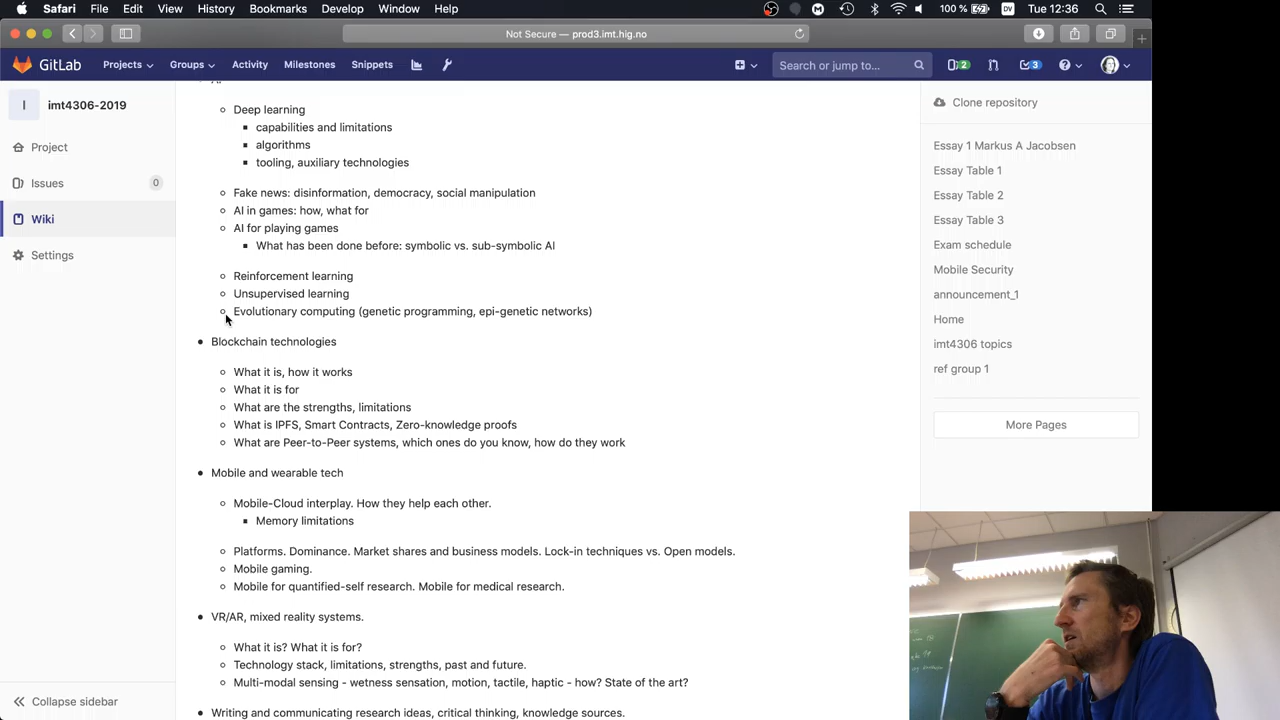 Safari File Edit View History Bookmarks Develop Window Help 100 % DV Tue 12:36
Not Secure — prod3.imt.hig.no
GitLab Projects Groups Activity Milestones Snippets Search or jump to... 2 3
I imt4306-2019
Project
Issues 0
Wiki
Settings
Collapse sidebar
Deep learning
capabilities and limitations
algorithms
tooling, auxiliary technologies
Fake news: disinformation, democracy, social manipulation
AI in games: how, what for
AI for playing games
What has been done before: symbolic vs. sub-symbolic AI
Reinforcement learning
Unsupervised learning
Evolutionary computing (genetic programming, epi-genetic networks)
Blockchain technologies
What it is, how it works
What it is for
What are the strengths, limitations
What is IPFS, Smart Contracts, Zero-knowledge proofs
What are Peer-to-Peer systems, which ones do you know, how do they work
Mobile and wearable tech
Mobile-Cloud interplay. How they help each other.
Memory limitations
Platforms. Dominance. Market shares and business models. Lock-in techniques vs. Open models.
Mobile gaming.
Mobile for quantified-self research. Mobile for medical research.
VR/AR, mixed reality systems.
What it is? What it is for?
Technology stack, limitations, strengths, past and future.
Multi-modal sensing - wetness sensation, motion, tactile, haptic - how? State of the art?
Writing and communicating research ideas, critical thinking, knowledge sources.
Clone repository
Essay 1 Markus A Jacobsen
Essay Table 1
Essay Table 2
Essay Table 3
Exam schedule
Mobile Security
announcement_1
Home
imt4306 topics
ref group 1
More Pages